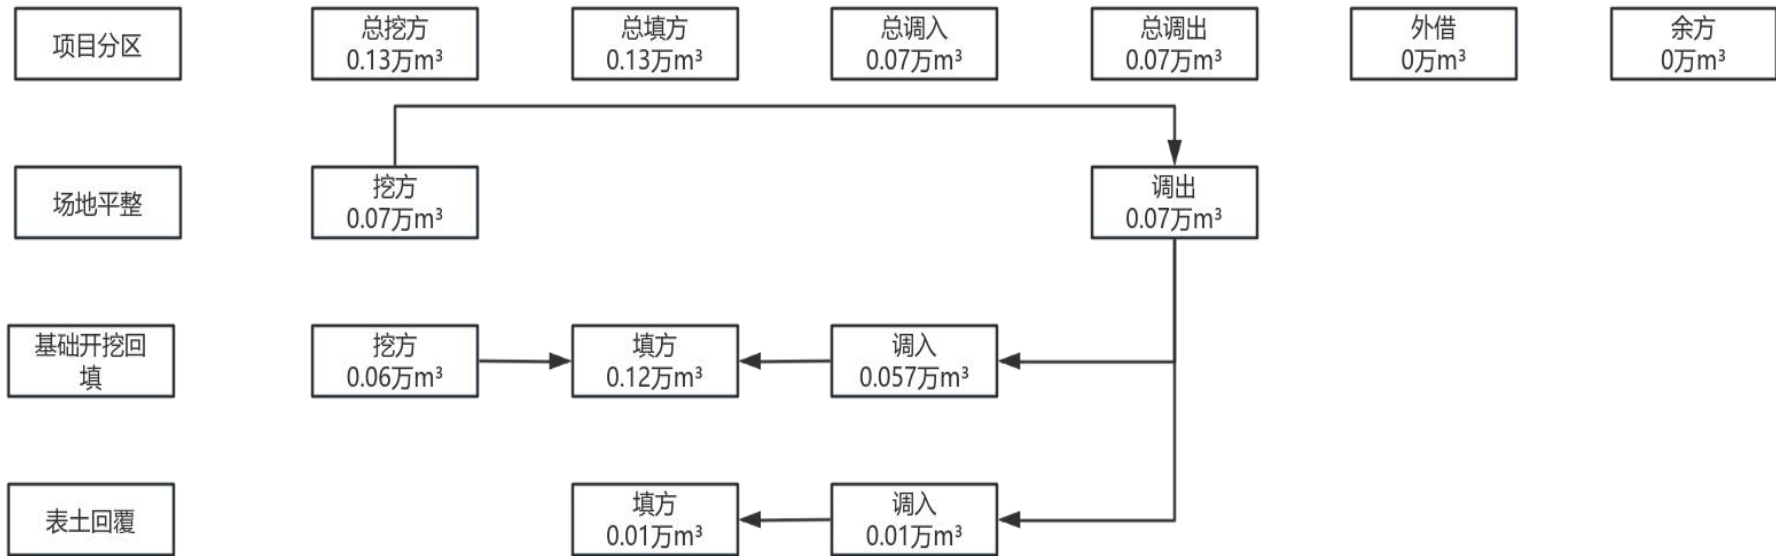 项目分区
总挖方
0.13万m³
总填方
0.13万m³
总调入
0.07万m³
总调出
0.07万m³
外借
0万m³
余方
0万m³
场地平整
挖方
0.07万m³
调出
0.07万m³
基础开挖回
填
挖方
0.06万m³
填方
0.12万m³
调入
0.057万m³
表土回覆
填方
0.01万m³
调入
0.01万m³